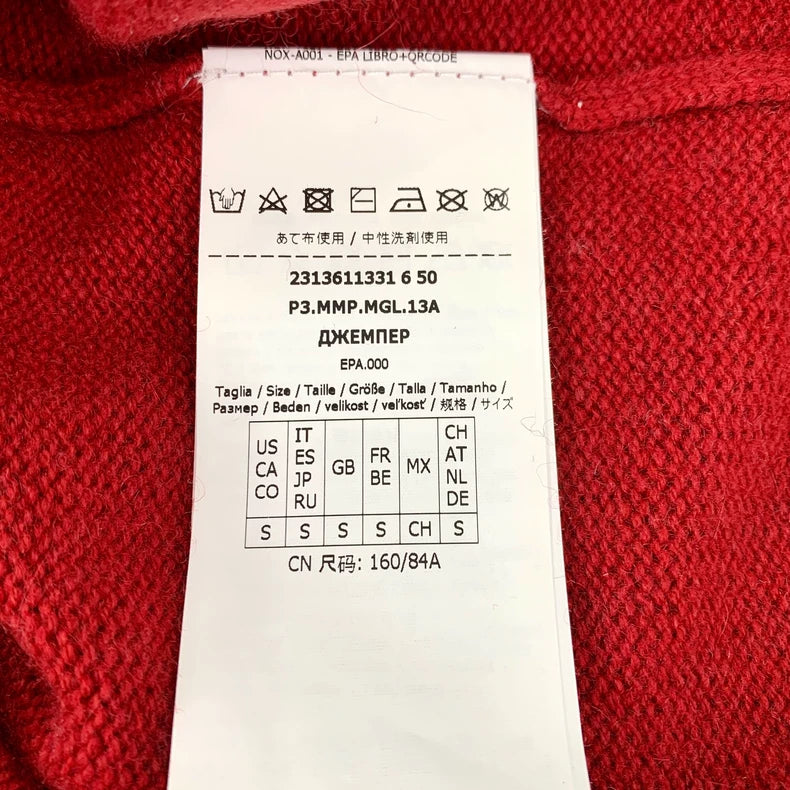 NOX-A001 - EPA LIBRO+QRCODE
W
あて布使用 / 中性洗剤使用
2313611331 6 50
P3.MMP.MGL.13A
ДЖЕМПЕР
EPA.000
Taglia / Size / Taille / Größe / Talla / Tamanho /
Размер / Beden / velikost / veľkosť / 规格 / サイズ
US CA CO
IT ES JP RU
GB
FR BE
MX
CH AT NL DE
S S S S CH S
CN 尺码: 160/84A